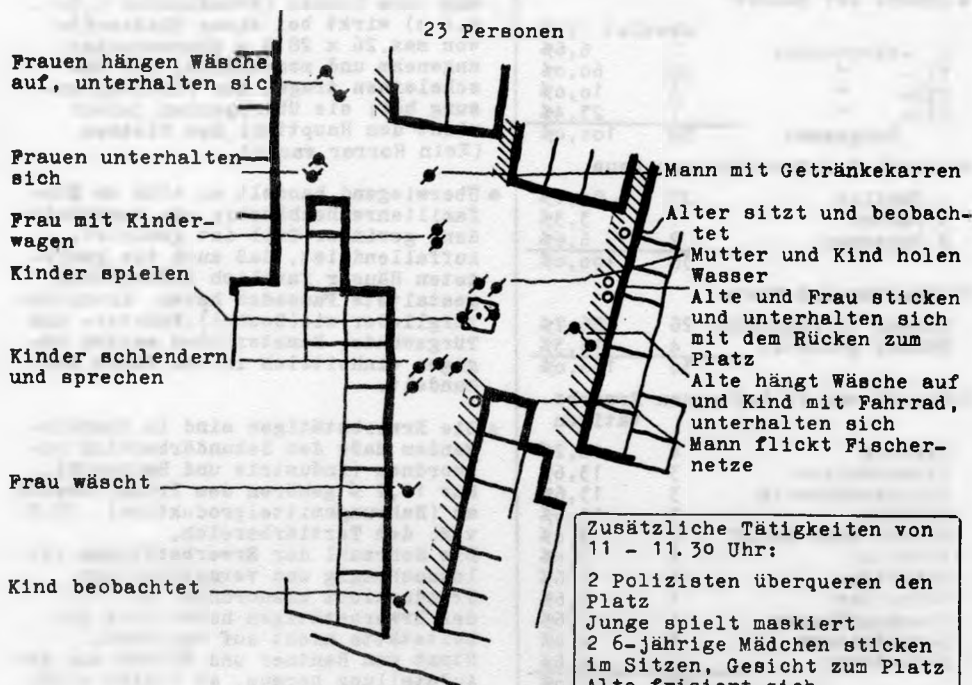 23 Personen
Frauen hängen Wäsche
auf, unterhalten sich
Frauen unterhalten
sich
Frau mit Kinder-
wagen
Kinder spielen
Kinder schlendern
und sprechen
Frau wäscht
Kind beobachtet
Mann mit Getränkekarren
Alter sitzt und beobach-
tet
Mutter und Kind holen
Wasser
Alte und Frau sticken
und unterhalten sich
mit dem Rücken zum
Platz
Alte hängt Wäsche auf
und Kind mit Fahrrad,
unterhalten sich
Mann flickt Fischer-
netze
Zusätzliche Tätigkeiten von
11 - 11.30 Uhr:
2 Polizisten überqueren den
Platz
Junge spielt maskiert
2 6-jährige Mädchen sticken
im Sitzen, Gesicht zum Platz
Alte frisiert sich